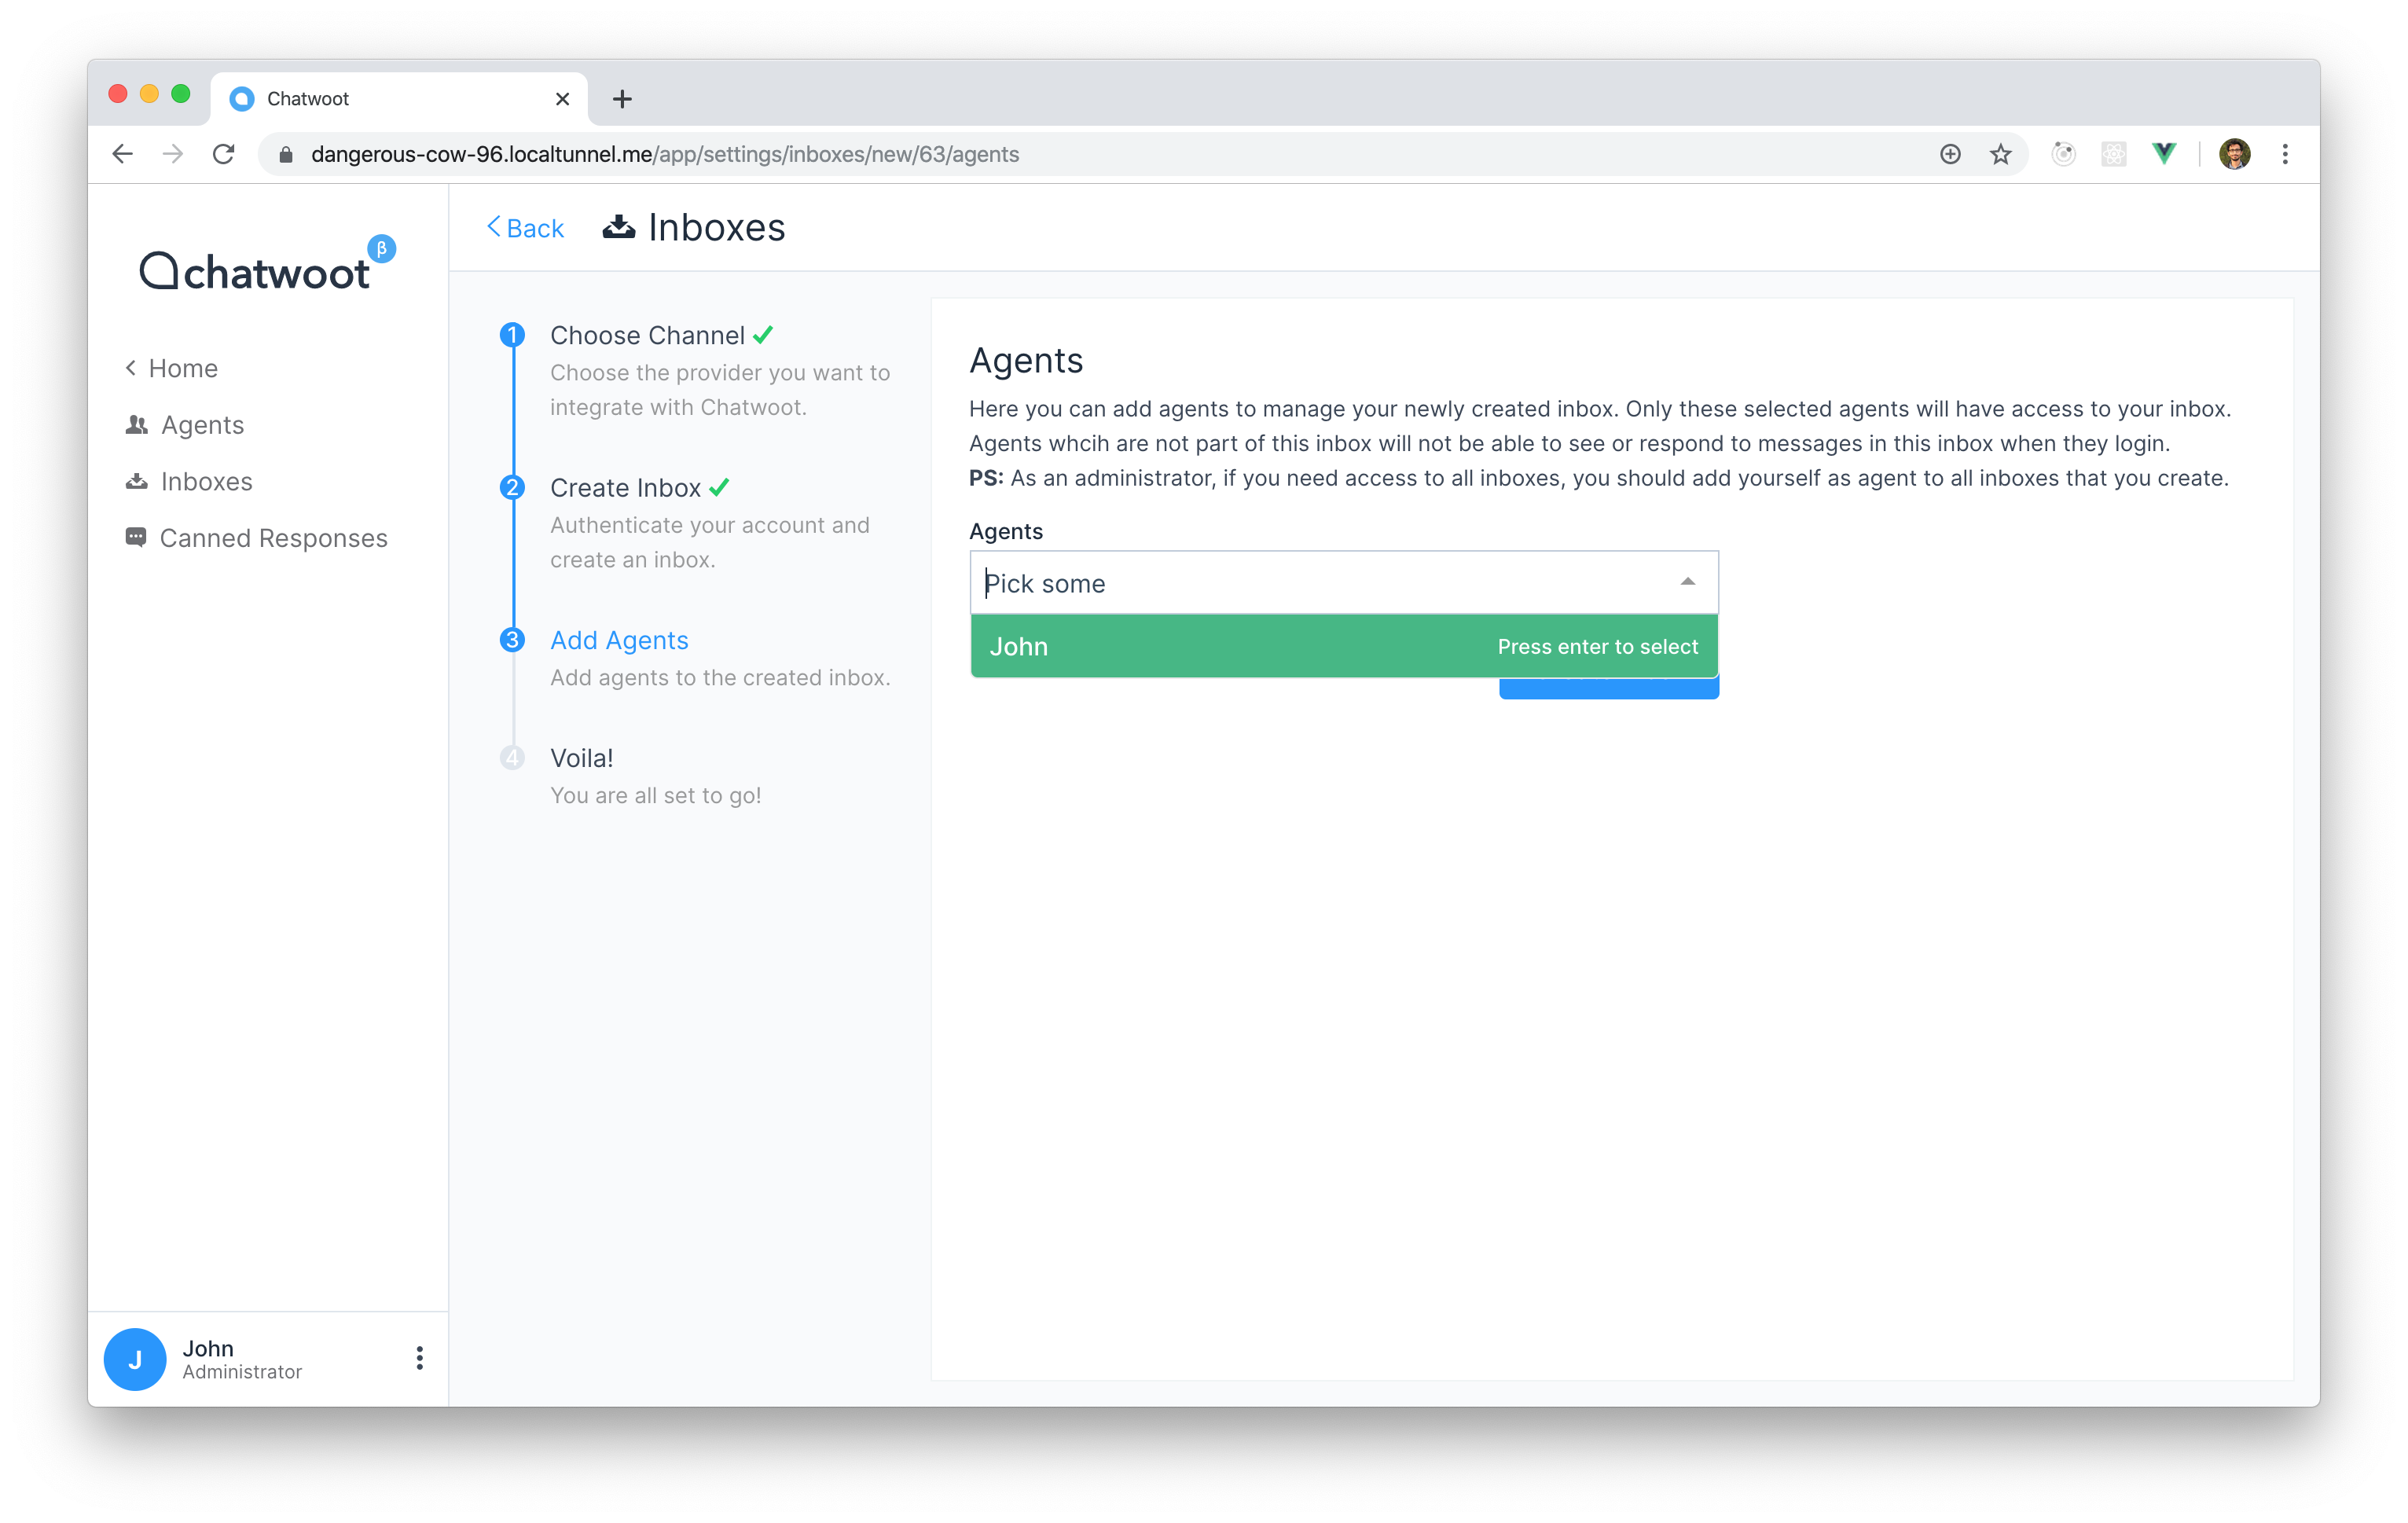 Chatwoot
dangerous-cow-96.localtunnel.me/app/settings/inboxes/new/63/agents
chatwoot β
Home
Agents
Inboxes
Canned Responses
John
Administrator
J
Back
Inboxes
1 Choose Channel
Choose the provider you want to
integrate with Chatwoot.
2 Create Inbox
Authenticate your account and
create an inbox.
3 Add Agents
Add agents to the created inbox.
4 Voila!
You are all set to go!
Agents
Here you can add agents to manage your newly created inbox. Only these selected agents will have access to your inbox.
Agents whcih are not part of this inbox will not be able to see or respond to messages in this inbox when they login.
PS: As an administrator, if you need access to all inboxes, you should add yourself as agent to all inboxes that you create.
Agents
Pick some
John Press enter to select